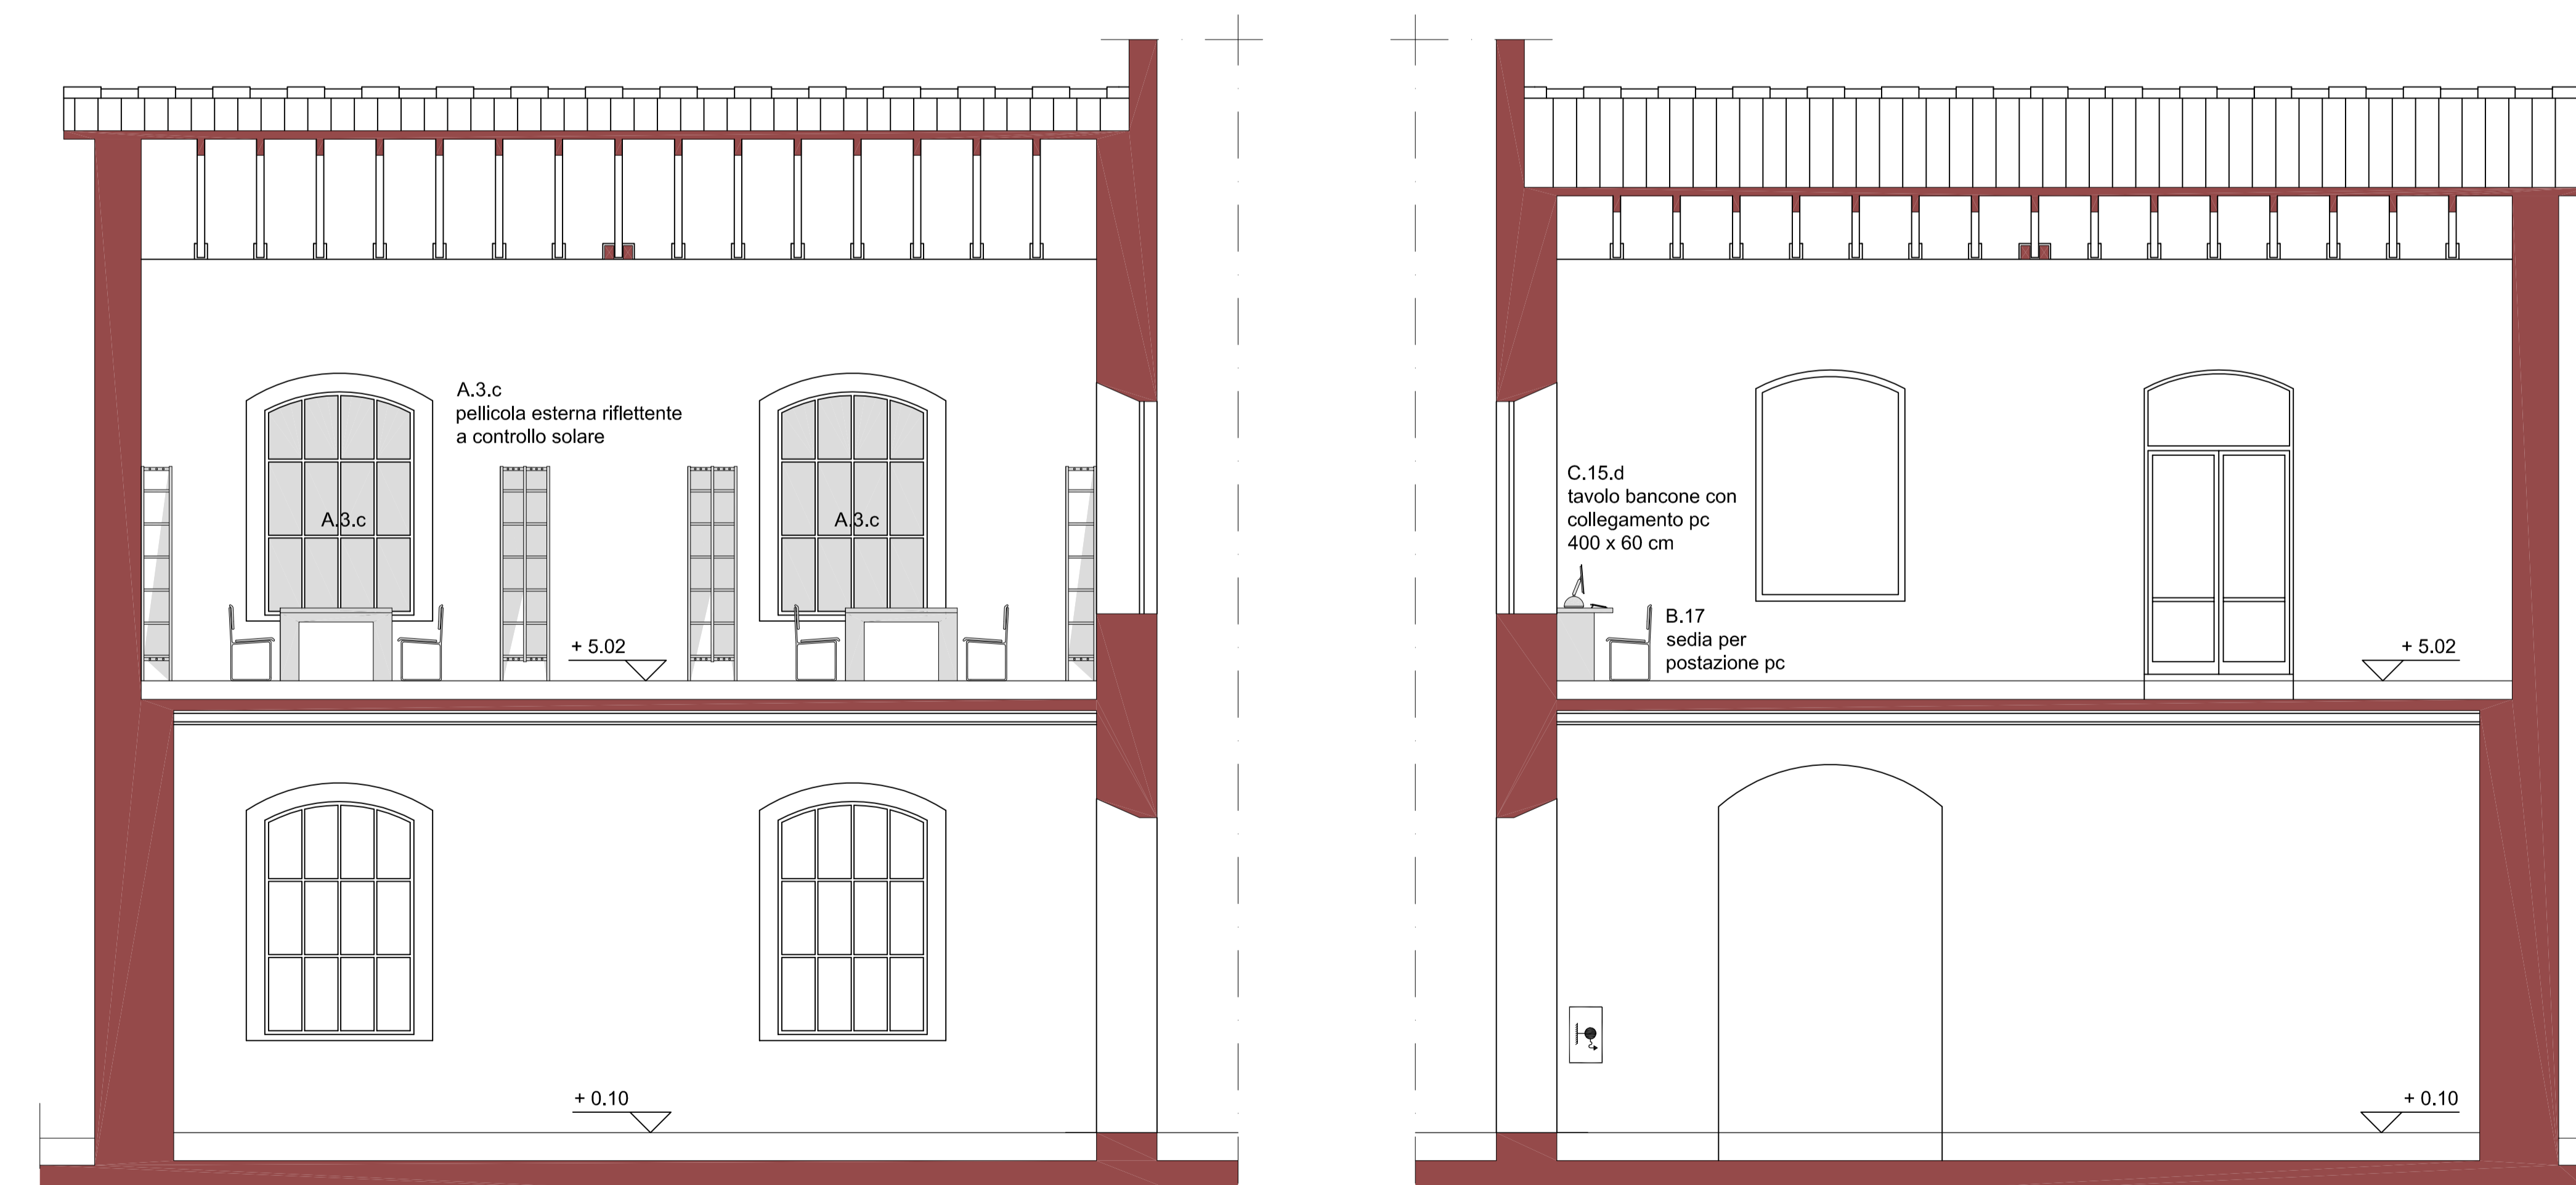 A.3.c
pellicola esterna riflettente
a controllo solare
A.3.c
A.3.c
+ 5.02
+ 0.10
C.15.d
tavolo bancone con
collegamento pc
400 x 60 cm
B.17
sedia per
postazione pc
+ 5.02
+ 0.10